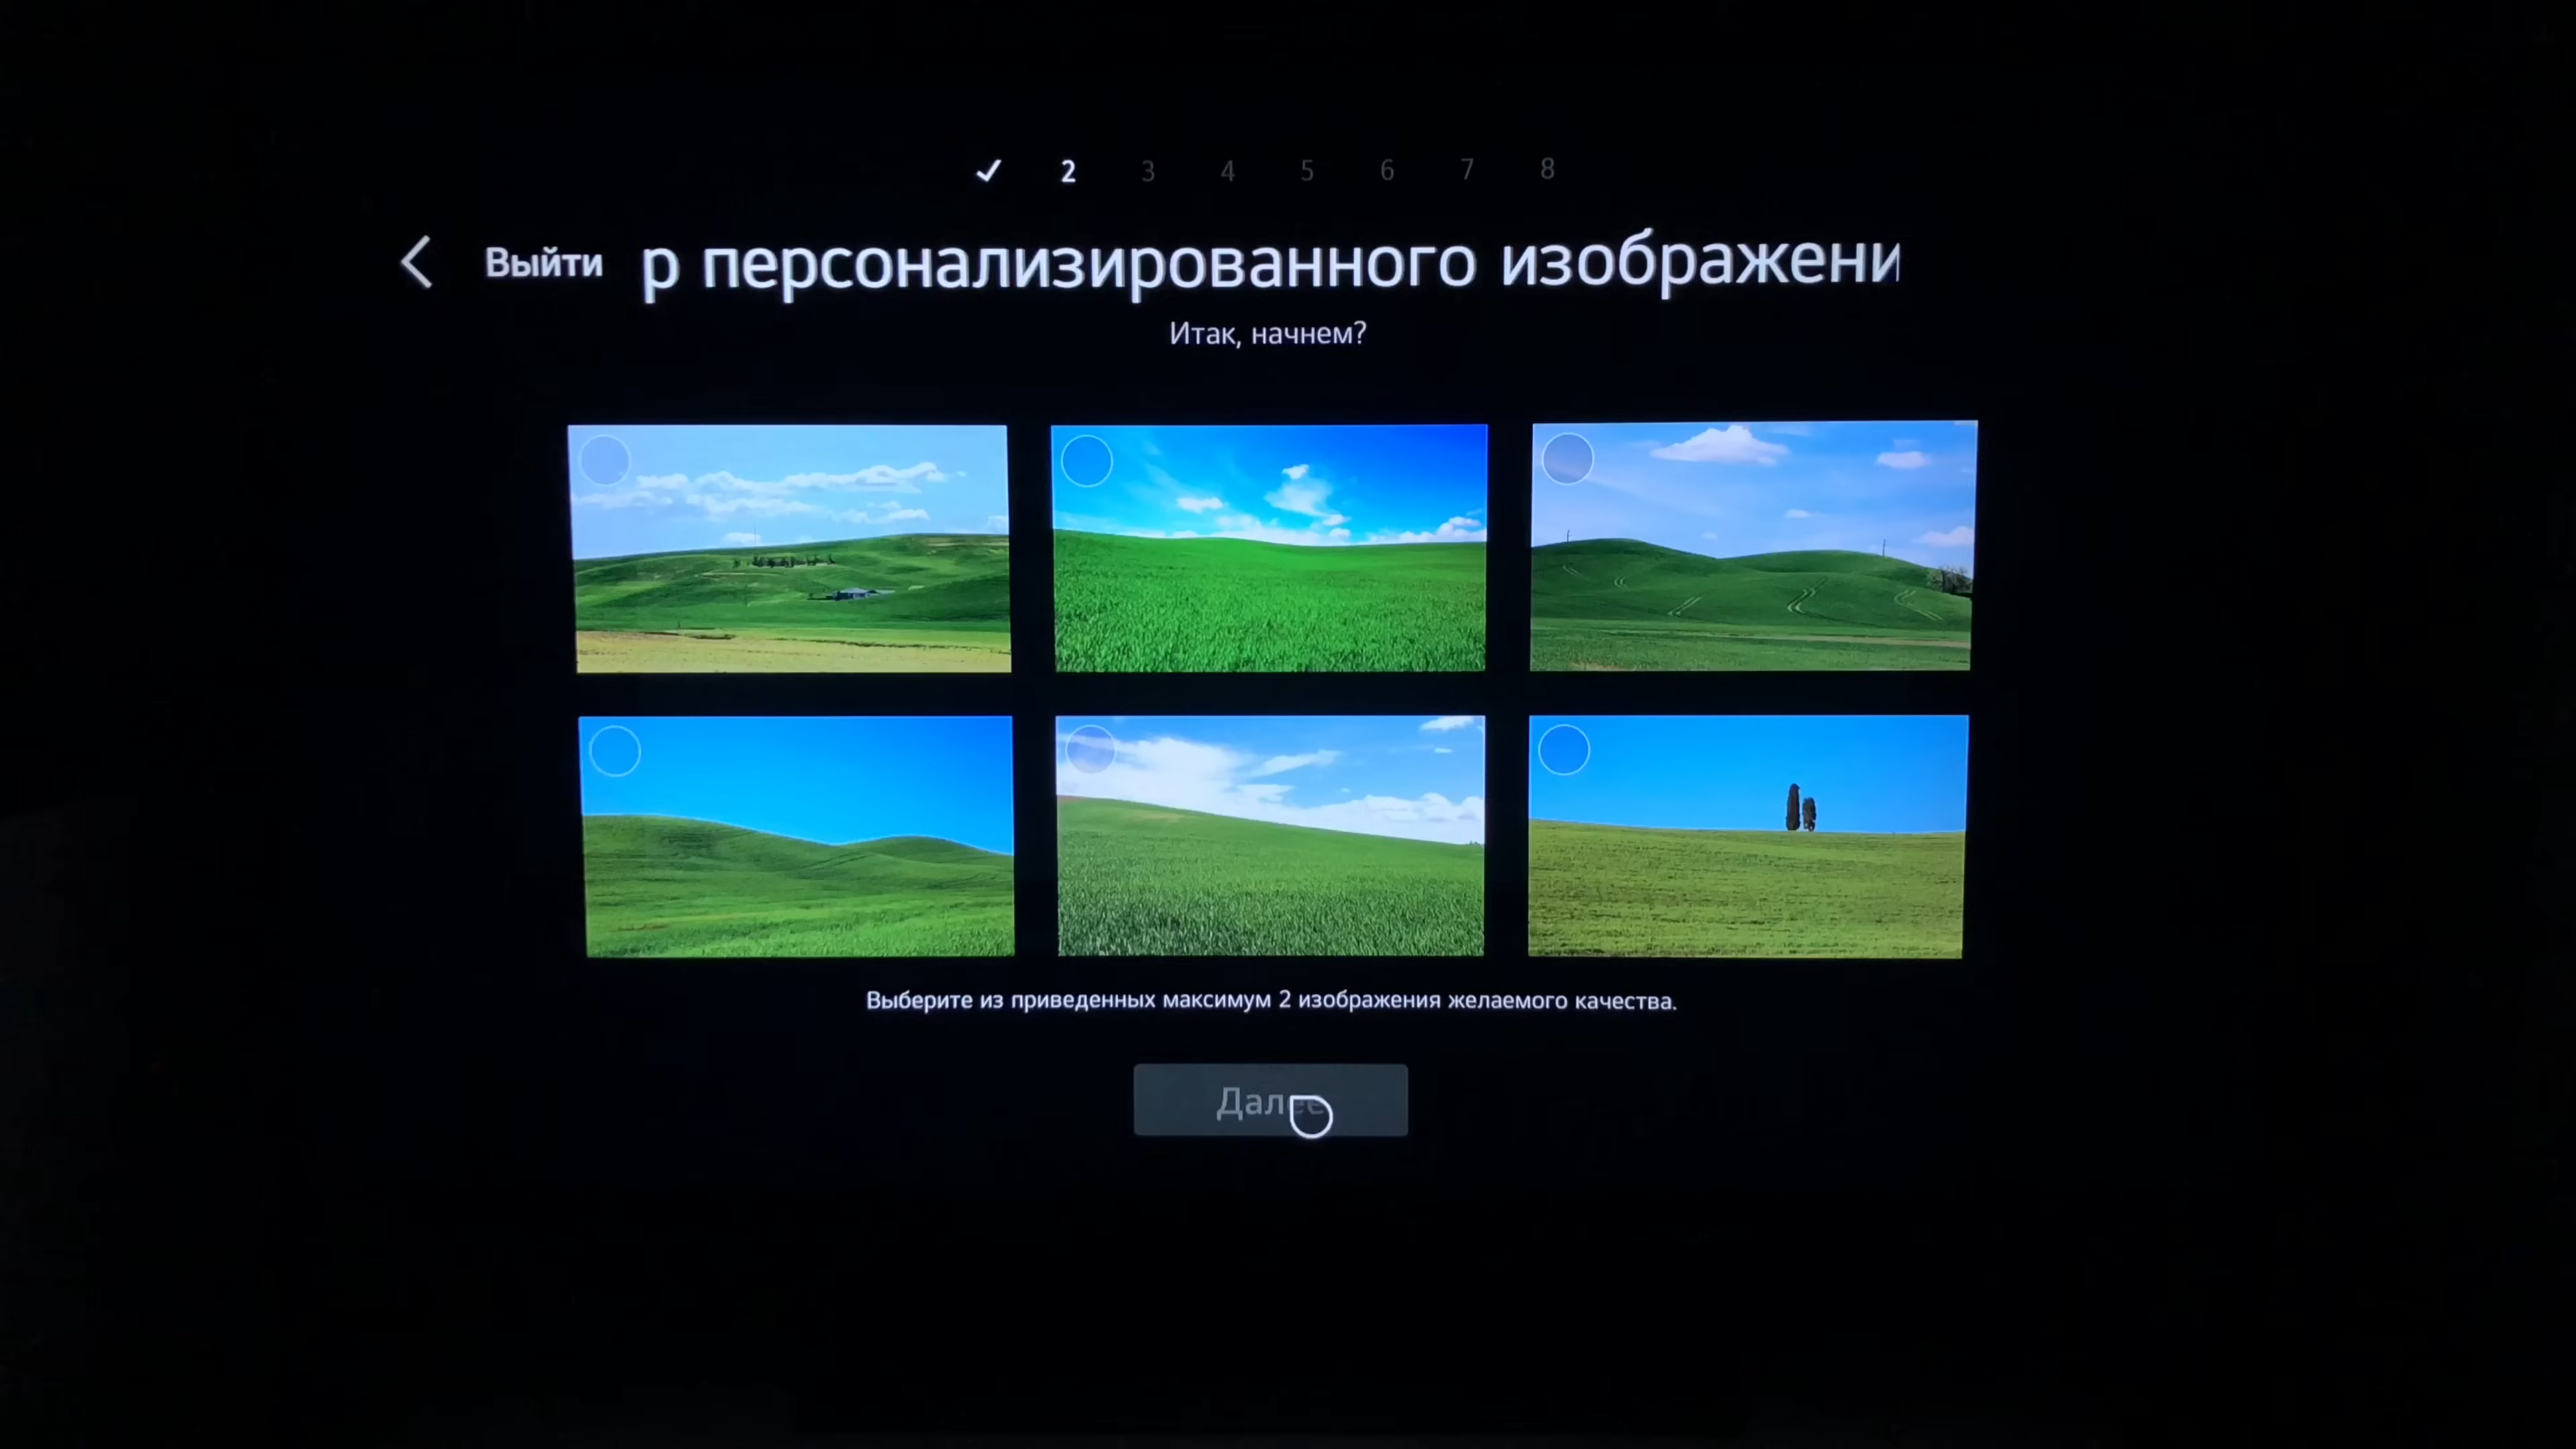 ✓ 2 3 4 5 6 7 8
Выйти р персонализированного изображени
Итак, начнем?
Выберите из приведенных максимум 2 изображения желаемого качества.
Далее